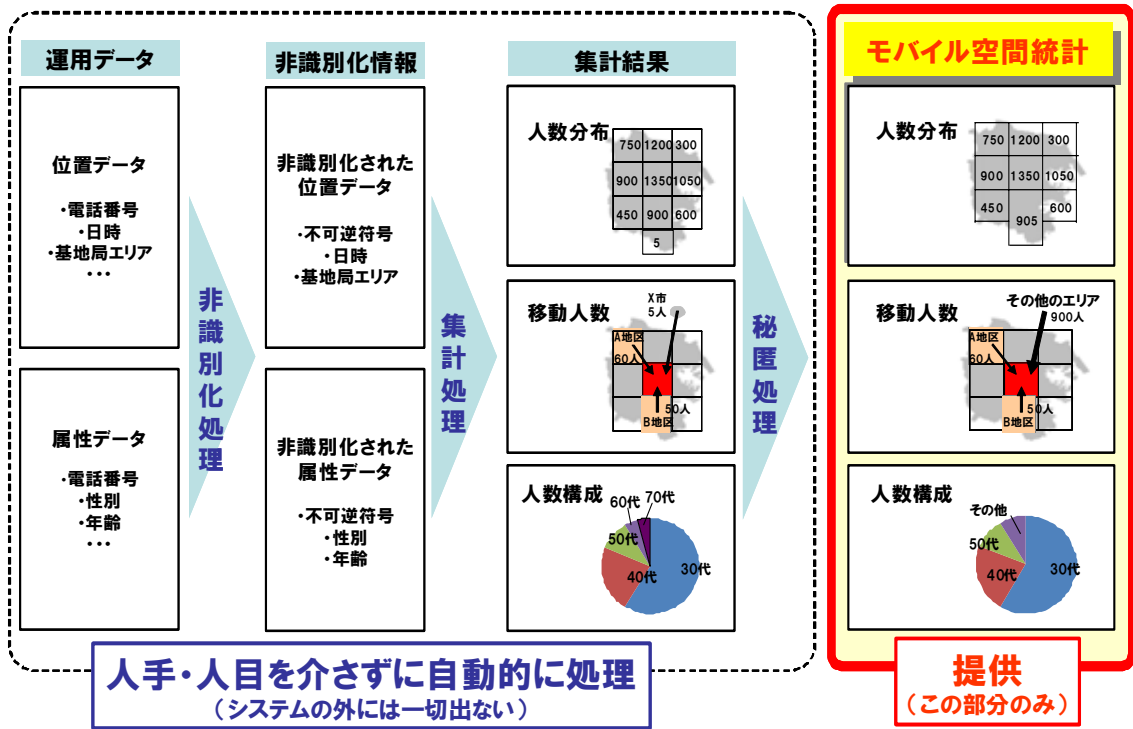 運用データ
位置データ
・電話番号
・日時
・基地局エリア
・・・
属性データ
・電話番号
・性別
・年齢
・・・
非識別化処理
非識別化情報
非識別化された
位置データ
・不可逆符号
・日時
・基地局エリア
非識別化された
属性データ
・不可逆符号
・性別
・年齢
集計処理
集計結果
人数分布
750 1200 300
900 1350 1050
450 900 600
5
移動人数
X市
5人
A地区
60人
50人
B地区
人数構成
60代 70代
50代
40代 30代
秘匿処理
モバイル空間統計
人数分布
750 1200 300
900 1350 1050
450 905 600
移動人数
その他のエリア
900人
A地区
60人
50人
B地区
人数構成
その他
50代
40代 30代
人手・人目を介さずに自動的に処理
（システムの外には一切出ない）
提供
（この部分のみ）